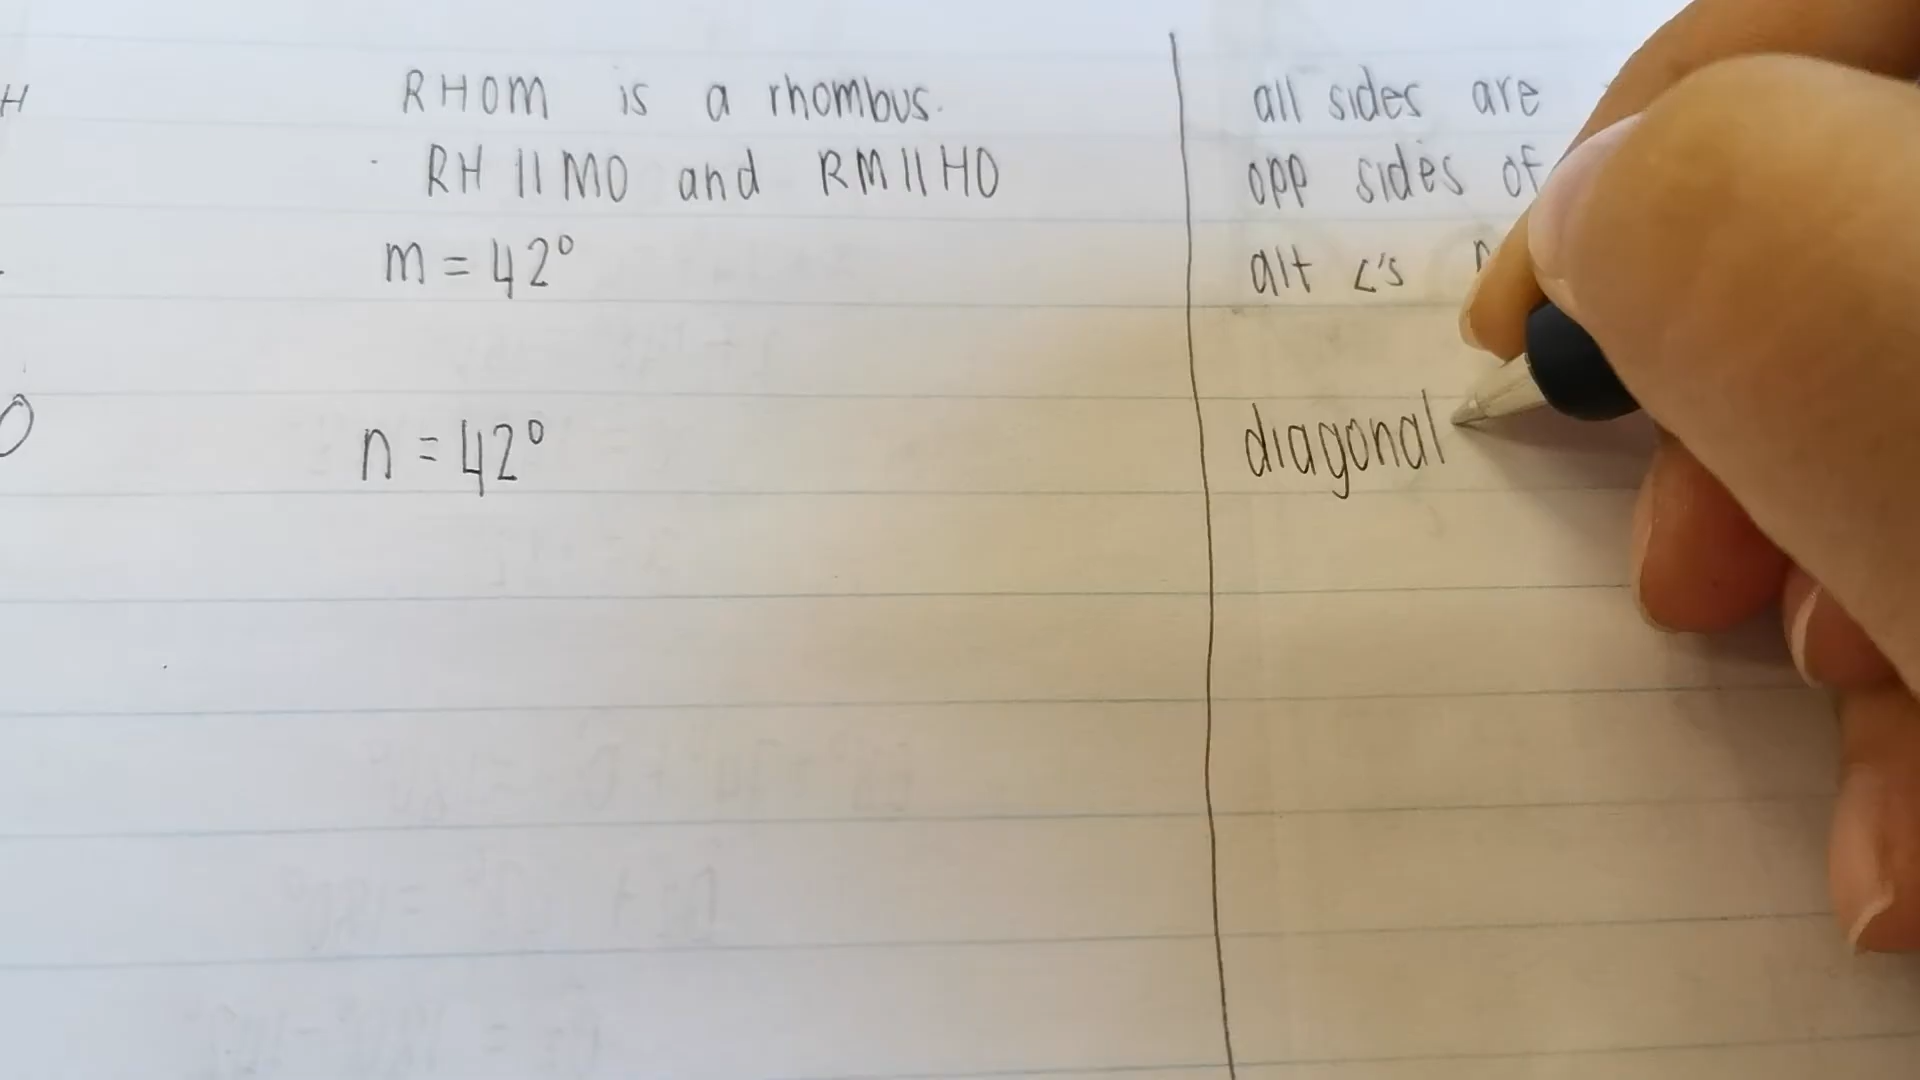 H
RHOM is a rhombus. all sides are
RH || MO and RM || HO opp sides of
m = 42° alt ∠'s
O
n = 42° diagonal